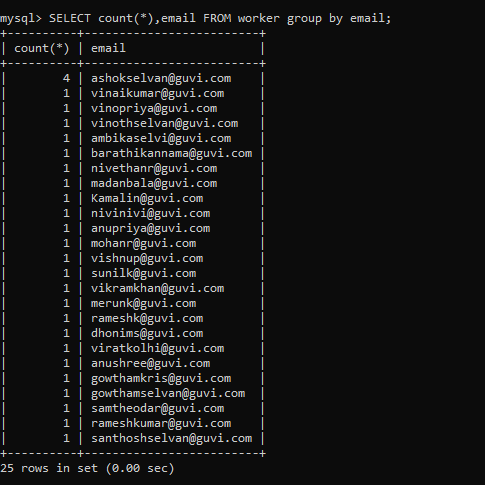 mysql> SELECT count(*),email FROM worker group by email;
+----------+-------------------------+
| count(*) | email                   |
+----------+-------------------------+
|        4 | ashokselvan@guvi.com    |
|        1 | vinaikumar@guvi.com     |
|        1 | vinopriya@guvi.com      |
|        1 | vinothselvan@guvi.com   |
|        1 | ambikaselvi@guvi.com    |
|        1 | barathikannama@guvi.com |
|        1 | nivethanr@guvi.com      |
|        1 | madanbala@guvi.com      |
|        1 | Kamalin@guvi.com        |
|        1 | nivinivi@guvi.com       |
|        1 | anupriya@guvi.com       |
|        1 | mohanr@guvi.com         |
|        1 | vishnup@guvi.com        |
|        1 | sunilk@guvi.com         |
|        1 | vikramkhan@guvi.com     |
|        1 | merunk@guvi.com         |
|        1 | rameshk@guvi.com        |
|        1 | dhonims@guvi.com        |
|        1 | viratkolhi@guvi.com     |
|        1 | anushree@guvi.com       |
|        1 | gowthamkris@guvi.com    |
|        1 | gowthamselvan@guvi.com  |
|        1 | samtheodar@guvi.com     |
|        1 | rameshkumar@guvi.com    |
|        1 | santhoshselvan@guvi.com |
+----------+-------------------------+
25 rows in set (0.00 sec)